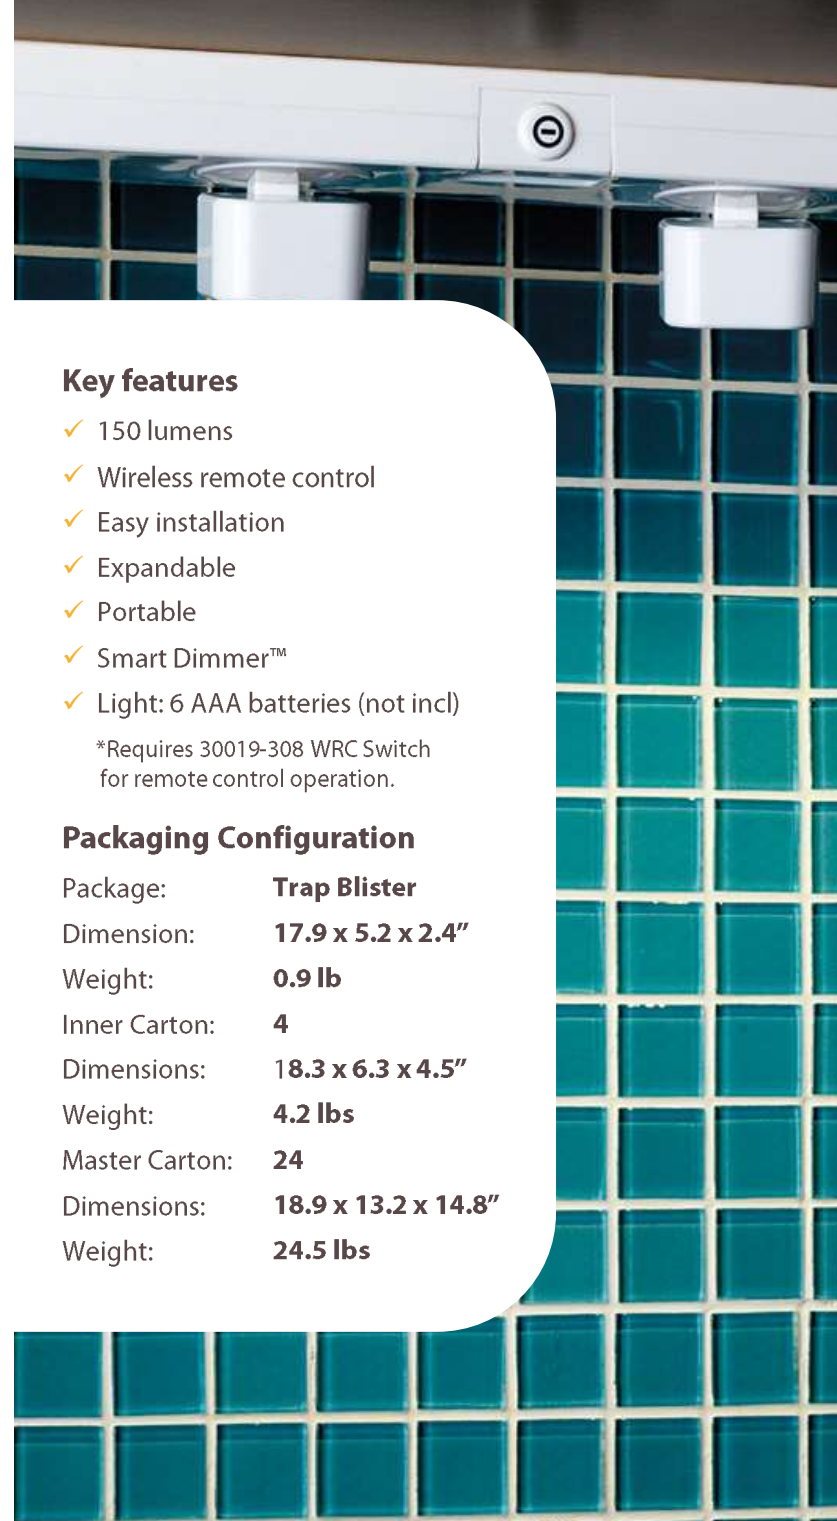 Key features
✓ 150 lumens
✓ Wireless remote control
✓ Easy installation
✓ Expandable
✓ Portable
✓ Smart Dimmer™
✓ Light: 6 AAA batteries (not incl)
*Requires 30019-308 WRC Switch
for remote control operation.
Packaging Configuration
Package: Trap Blister
Dimension: 17.9 x 5.2 x 2.4”
Weight: 0.9 lb
Inner Carton: 4
Dimensions: 18.3 x 6.3 x 4.5”
Weight: 4.2 lbs
Master Carton: 24
Dimensions: 18.9 x 13.2 x 14.8”
Weight: 24.5 lbs